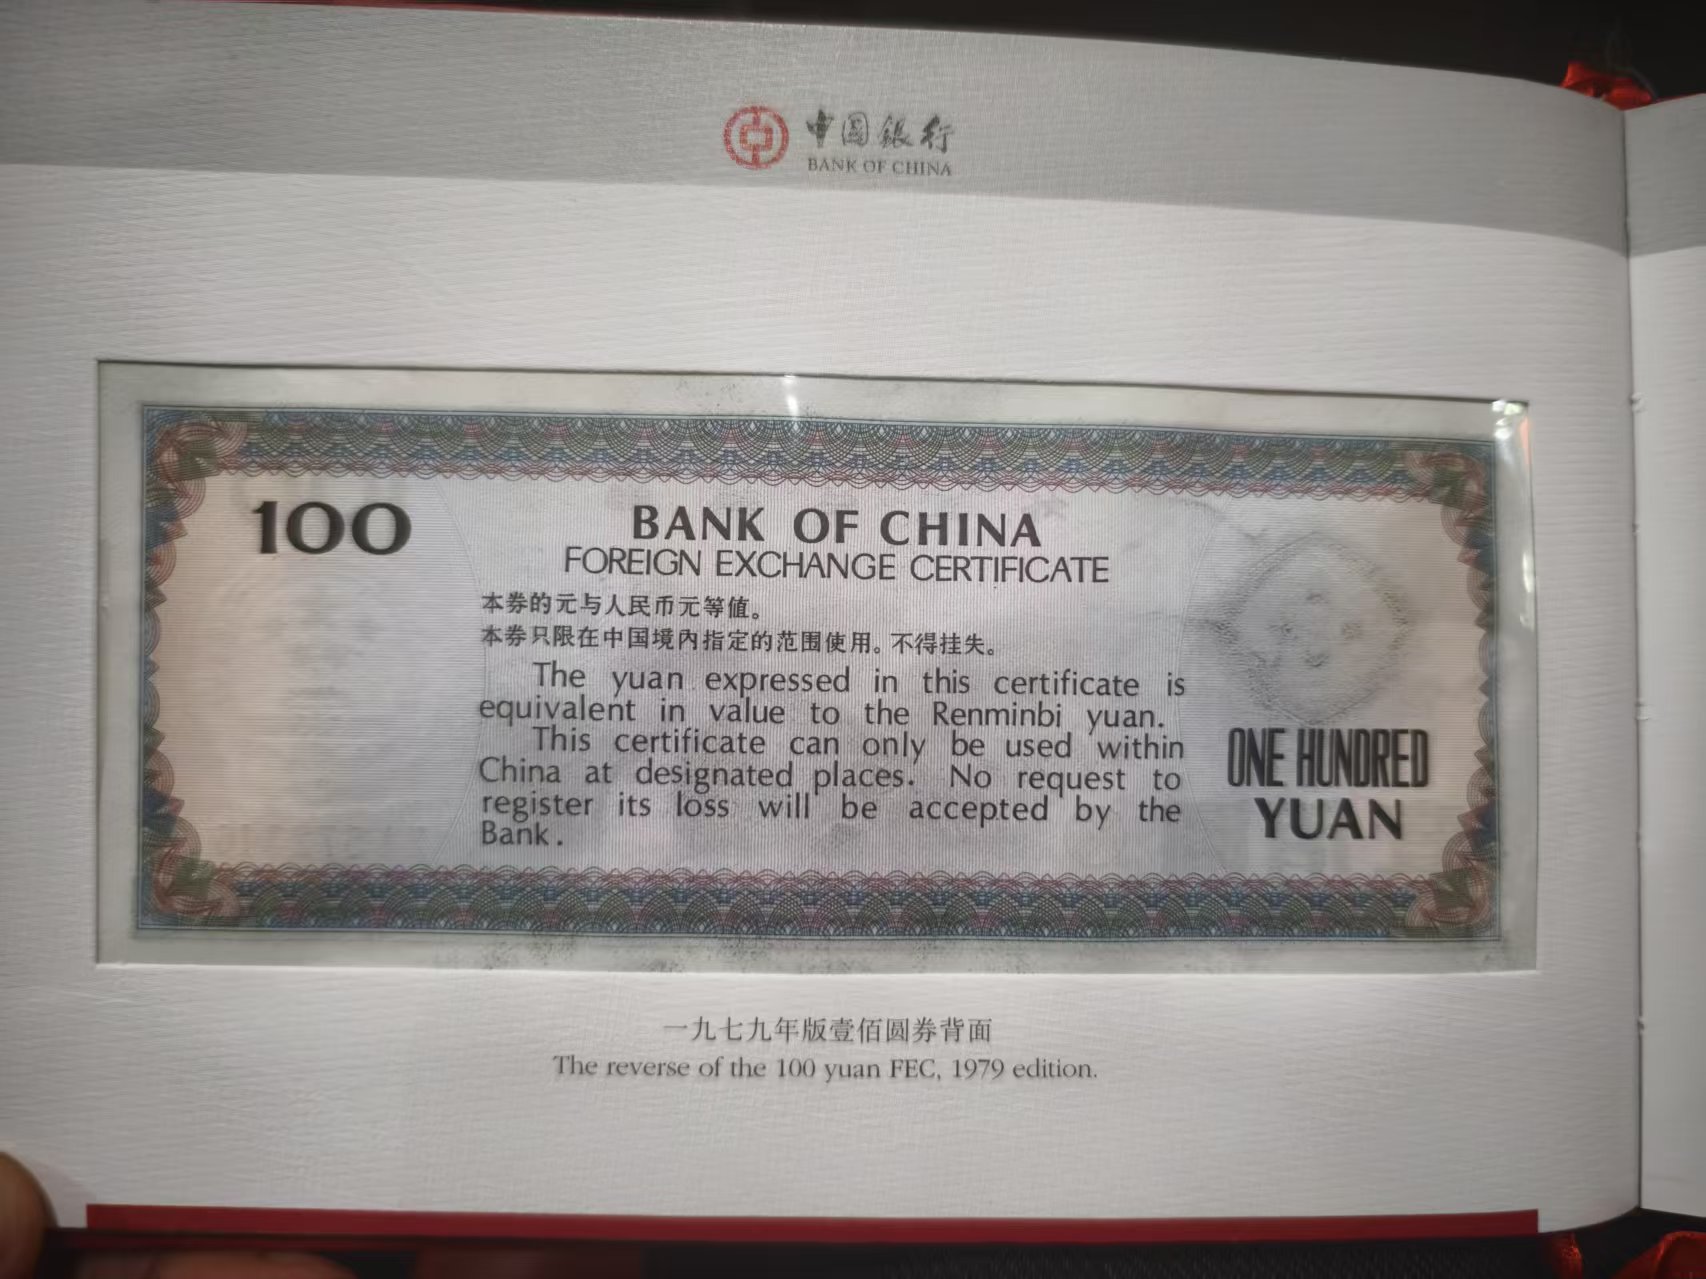 中国银行
BANK OF CHINA
100
BANK OF CHINA
FOREIGN EXCHANGE CERTIFICATE
本券的元与人民币元等值。
本券只限在中国境内指定的范围使用。不得挂失。
The yuan expressed in this certificate is
equivalent in value to the Renminbi yuan.
This certificate can only be used within
China at designated places. No request to
register its loss will be accepted by the
Bank.
ONE HUNDRED
YUAN
一九七九年版壹佰圆券背面
The reverse of the 100 yuan FEC, 1979 edition.